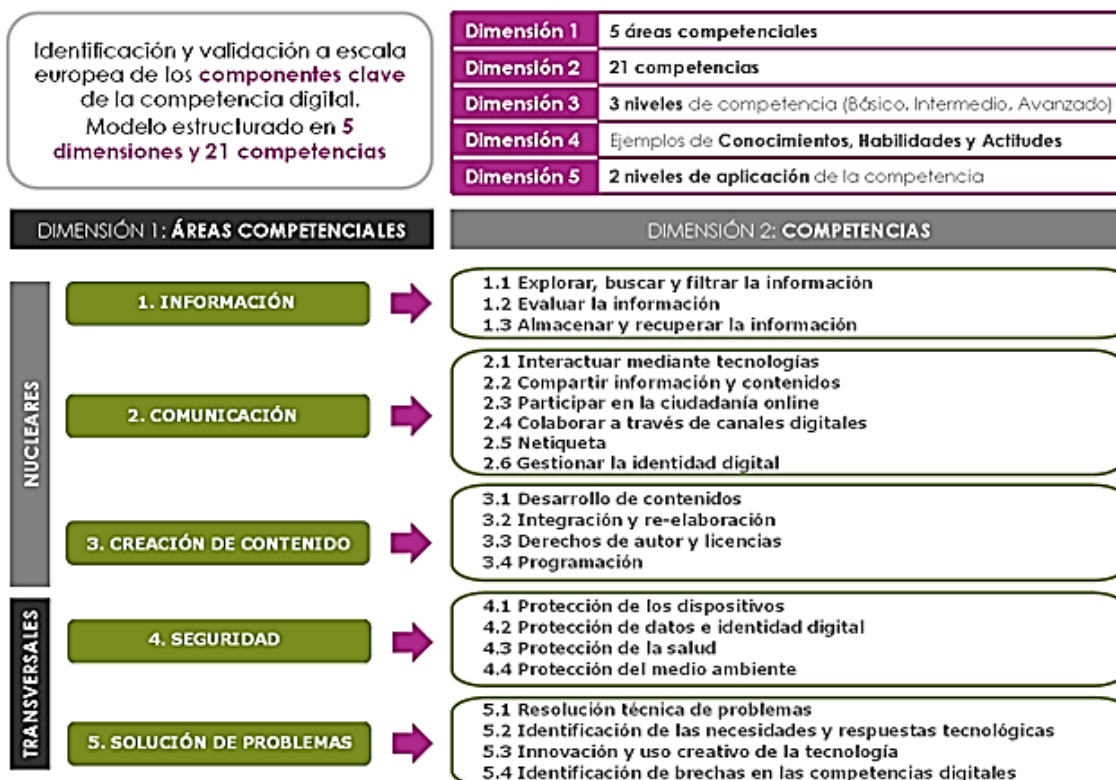 Identificación y validación a escala
europea de los componentes clave
de la competencia digital.
Modelo estructurado en 5
dimensiones y 21 competencias
Dimensión 1 5 áreas competenciales
Dimensión 2 21 competencias
Dimensión 3 3 niveles de competencia (Básico, Intermedio, Avanzado)
Dimensión 4 Ejemplos de Conocimientos, Habilidades y Actitudes
Dimensión 5 2 niveles de aplicación de la competencia
DIMENSIÓN 1: ÁREAS COMPETENCIALES
DIMENSIÓN 2: COMPETENCIAS
NUCLEARES
1. INFORMACIÓN
1.1 Explorar, buscar y filtrar la información
1.2 Evaluar la información
1.3 Almacenar y recuperar la información
2. COMUNICACIÓN
2.1 Interactuar mediante tecnologías
2.2 Compartir información y contenidos
2.3 Participar en la ciudadanía online
2.4 Colaborar a través de canales digitales
2.5 Netiqueta
2.6 Gestionar la identidad digital
3. CREACIÓN DE CONTENIDO
3.1 Desarrollo de contenidos
3.2 Integración y re-elaboración
3.3 Derechos de autor y licencias
3.4 Programación
TRANSVERSALES
4. SEGURIDAD
4.1 Protección de los dispositivos
4.2 Protección de datos e identidad digital
4.3 Protección de la salud
4.4 Protección del medio ambiente
5. SOLUCIÓN DE PROBLEMAS
5.1 Resolución técnica de problemas
5.2 Identificación de las necesidades y respuestas tecnológicas
5.3 Innovación y uso creativo de la tecnología
5.4 Identificación de brechas en las competencias digitales